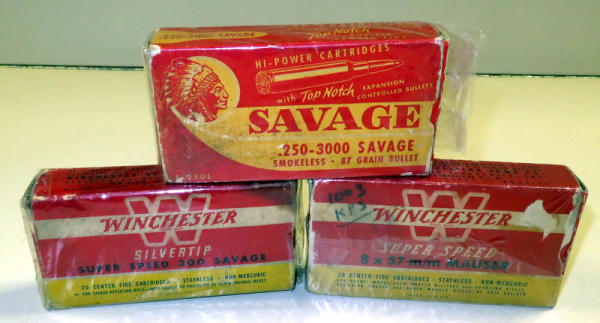 HI-POWER CARTRIDGES
with Top Notch EXPANSION
CONTROLLED BULLETS
SAVAGE
.250-3000 SAVAGE
SMOKELESS · 87 GRAIN BULLET
250L
W
WINCHESTER
SILVERTIP
SUPER SPEED 300 SAVAGE
20 CENTER FIRE CARTRIDGES - STAYNLESS - NON-MERCURIC
1003
W
WINCHESTER
SUPER SPEED
8 x 57 m/m MAUSER
20 CENTER FIRE CARTRIDGES - STAYNLESS - NON-MERCURIC